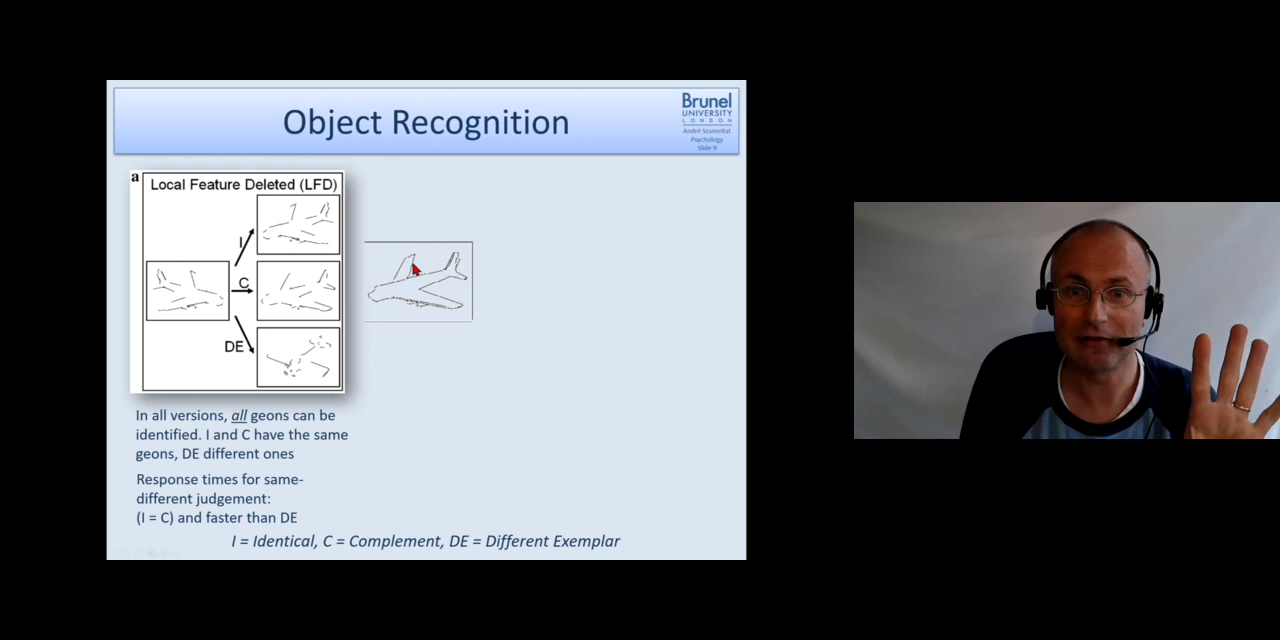 Object Recognition
Brunel
UNIVERSITY
LONDON
André Szameitat
Psychology
Slide 9
a
Local Feature Deleted (LFD)
I
C
DE
In all versions, all geons can be
identified. I and C have the same
geons, DE different ones
Response times for same-
different judgement:
(I = C) and faster than DE
I = Identical, C = Complement, DE = Different Exemplar